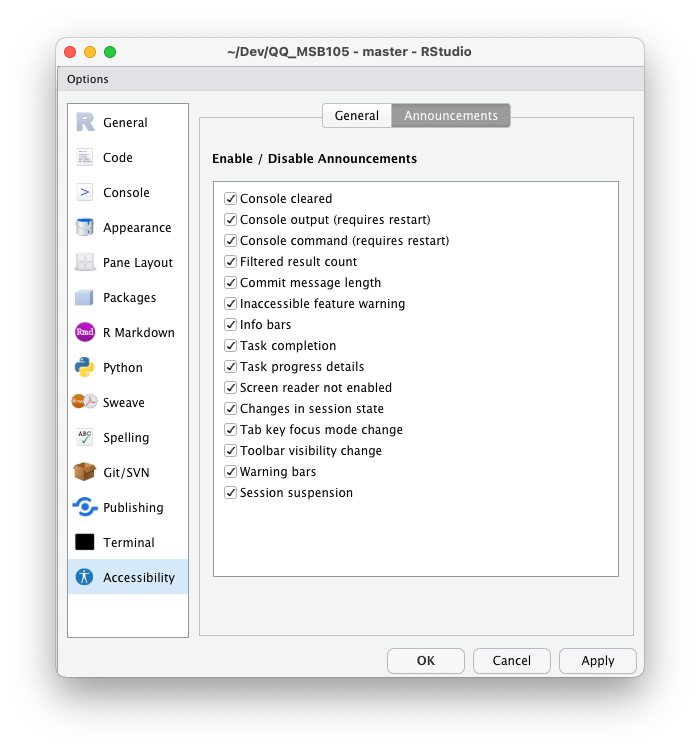 ~/Dev/QQ_MSB105 - master - RStudio
Options
General
Code
Console
Appearance
Pane Layout
Packages
Rmd R Markdown
Python
Sweave
ABC Spelling
Git/SVN
Publishing
Terminal
Accessibility
General Announcements
Enable / Disable Announcements
Console cleared
Console output (requires restart)
Console command (requires restart)
Filtered result count
Commit message length
Inaccessible feature warning
Info bars
Task completion
Task progress details
Screen reader not enabled
Changes in session state
Tab key focus mode change
Toolbar visibility change
Warning bars
Session suspension
OK Cancel Apply